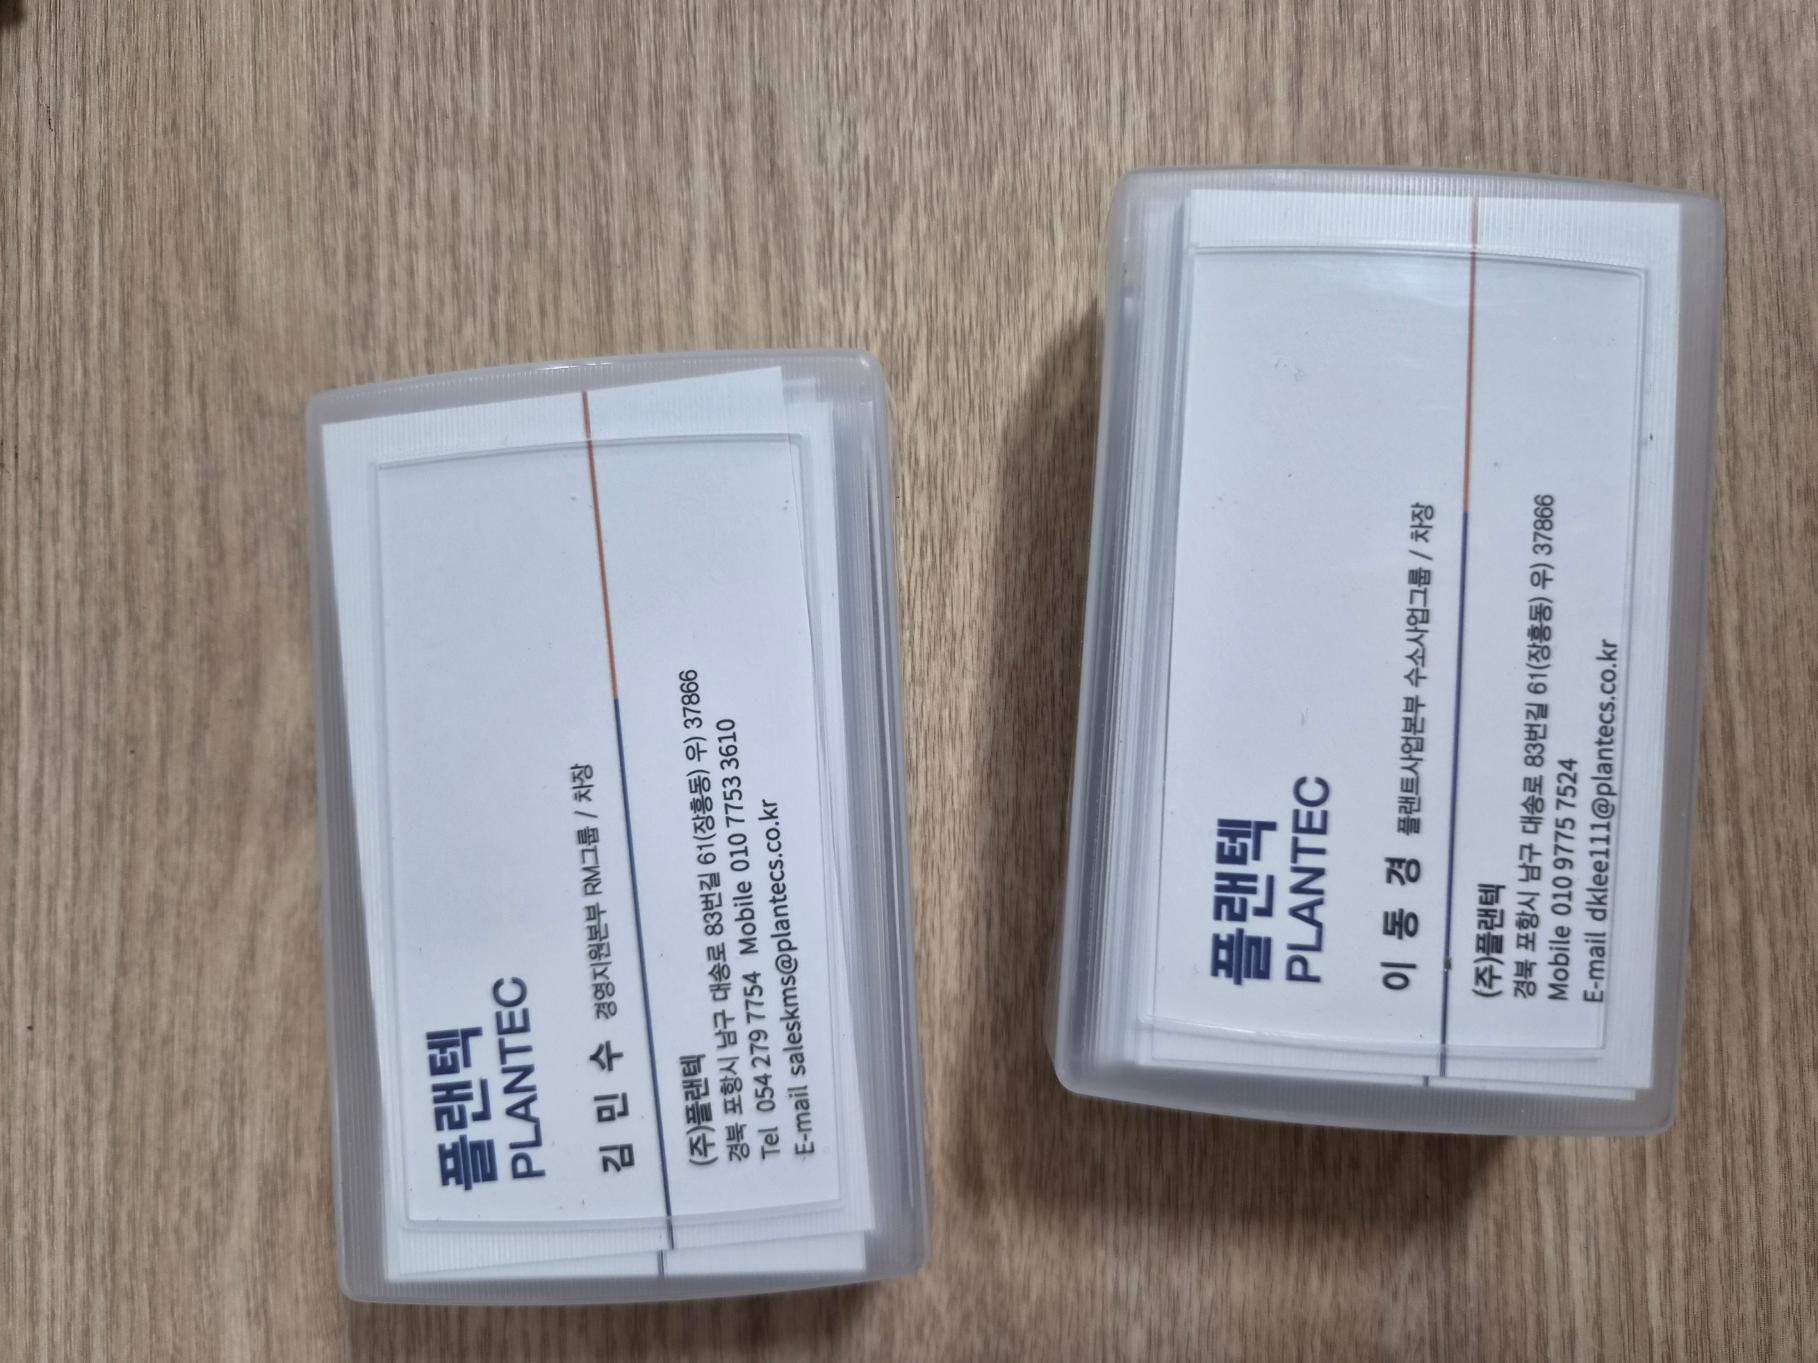 플랜텍
PLANTEC
김 민 수 경영지원본부 RM그룹 / 차장
(주)플랜텍
경북 포항시 남구 대송로 83번길 61(장흥동) 우) 37866
Tel 054 279 7754 Mobile 010 7753 3610
E-mail saleskms@plantecs.co.kr
플랜텍
PLANTEC
이 동 경 플랜트사업본부 수소사업그룹 / 차장
(주)플랜텍
경북 포항시 남구 대송로 83번길 61(장흥동) 우) 37866
Mobile 010 9775 7524
E-mail dklee111@plantecs.co.kr